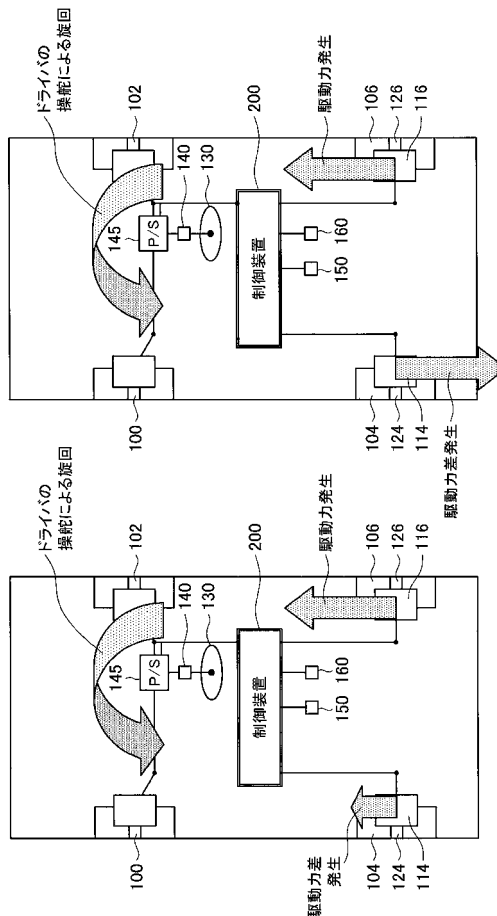 ドライバの
操舵による旋回
102
145
P/S
140
130
100
200
制御装置
160
150
駆動力発生
106
126
116
104
124
114
駆動力差発生
ドライバの
操舵による旋回
102
145
P/S
140
130
100
200
制御装置
160
150
駆動力発生
106
126
116
駆動力差
発生
104
124
114